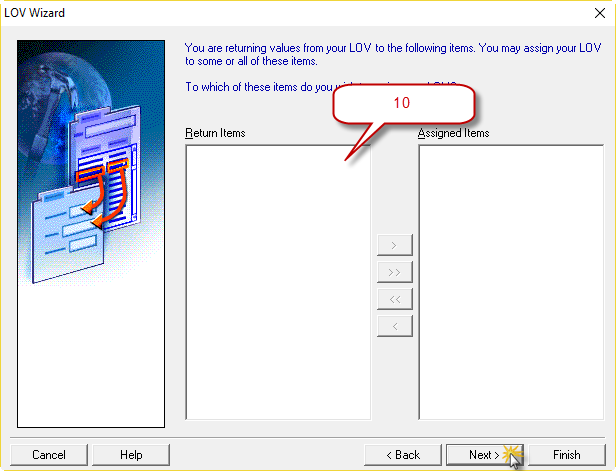 LOV Wizard
You are returning values from your LOV to the following items. You may assign your LOV
to some or all of these items.
To which of these items do you
10
Return Items
Assigned Items
>
>>
<<
<
Cancel
Help
< Back
Next >
Finish